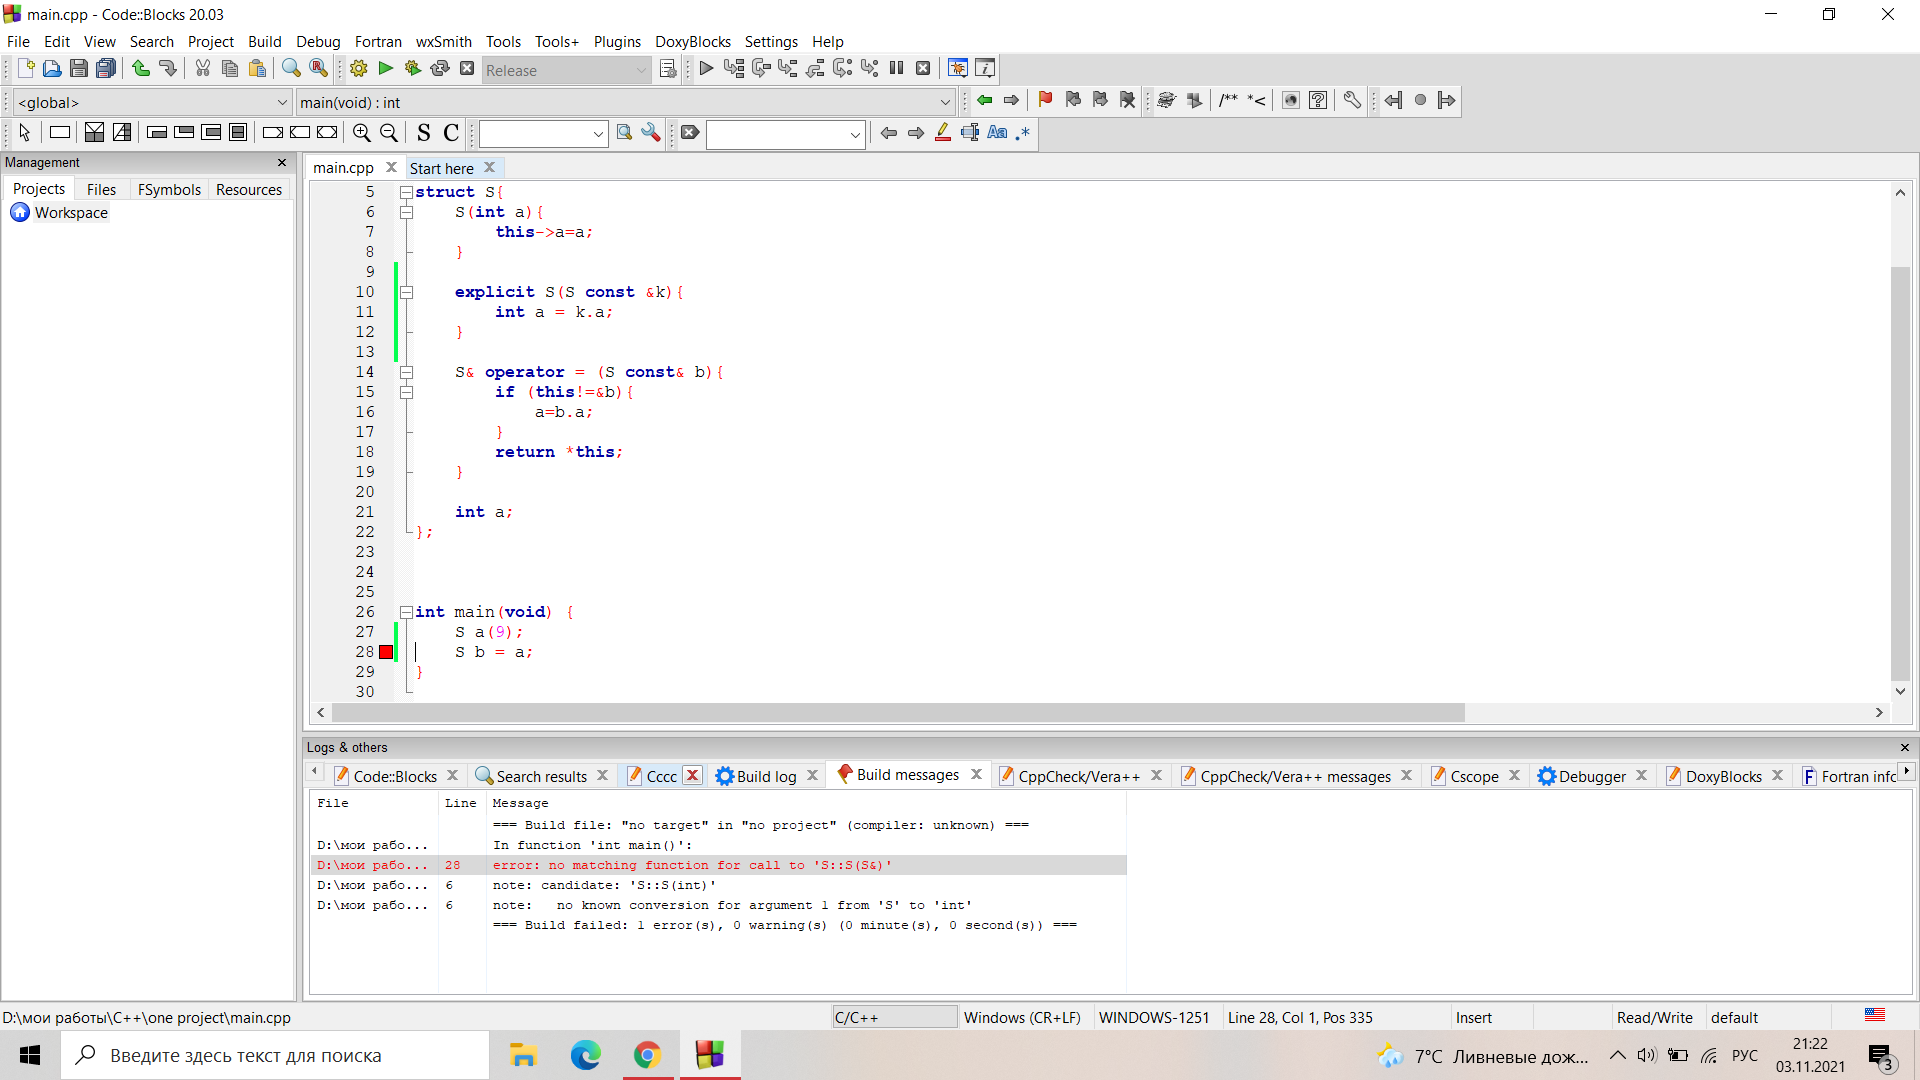 main.cpp - Code::Blocks 20.03
File Edit View Search Project Build Debug Fortran wxSmith Tools Tools+ Plugins DoxyBlocks Settings Help
Release
<global> main(void) : int
/** *<
S C Aa .*
Management
main.cpp Start here
Projects Files FSymbols Resources
Workspace
5 struct S{
6 S(int a){
7 this->a=a;
8 }
9
10 explicit S(S const &k){
11 int a = k.a;
12 }
13
14 S& operator = (S const& b){
15 if (this!=&b){
16 a=b.a;
17 }
18 return *this;
19 }
20
21 int a;
22 };
23
24
25
26 int main(void) {
27 S a(9);
28 S b = a;
29 }
30
Logs & others
Code::Blocks Search results Cccc Build log Build messages CppCheck/Vera++ CppCheck/Vera++ messages Cscope Debugger DoxyBlocks Fortran info
File Line Message
=== Build file: "no target" in "no project" (compiler: unknown) ===
D:\мои рабо... In function 'int main()':
D:\мои рабо... 28 error: no matching function for call to 'S::S(S&)'
D:\мои рабо... 6 note: candidate: 'S::S(int)'
D:\мои рабо... 6 note: no known conversion for argument 1 from 'S' to 'int'
=== Build failed: 1 error(s), 0 warning(s) (0 minute(s), 0 second(s)) ===
D:\мои работы\C++\one project\main.cpp C/C++ Windows (CR+LF) WINDOWS-1251 Line 28, Col 1, Pos 335 Insert Read/Write default
Введите здесь текст для поиска 7°C Ливневые дож... РУС 21:22
03.11.2021 3